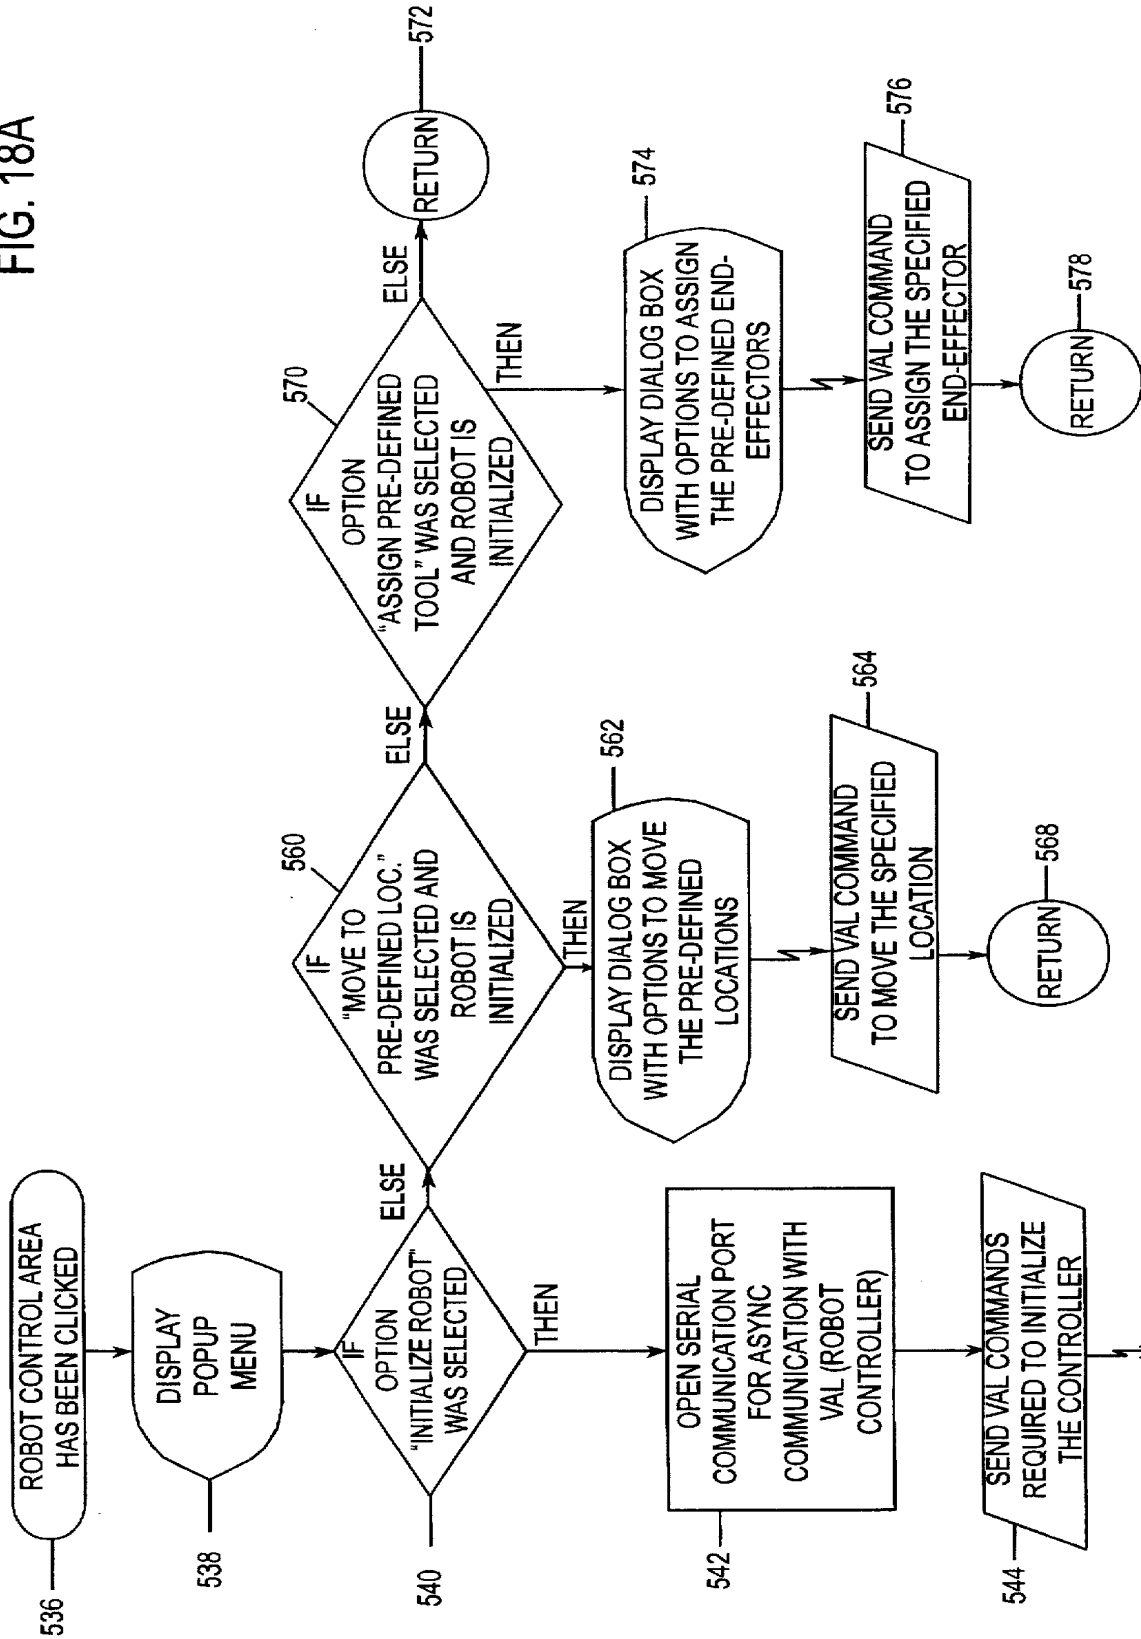 FIG. 18A
536
ROBOT CONTROL AREA
HAS BEEN CLICKED
538
DISPLAY
POPUP
MENU
540
IF
OPTION
"INITIALIZE ROBOT"
WAS SELECTED
ELSE
THEN
542
OPEN SERIAL
COMMUNICATION PORT
FOR ASYNC
COMMUNICATION WITH
VAL (ROBOT
CONTROLLER)
544
SEND VAL COMMANDS
REQUIRED TO INITIALIZE
THE CONTROLLER
560
IF
"MOVE TO
PRE-DEFINED LOC."
WAS SELECTED AND
ROBOT IS
INITIALIZED
ELSE
THEN
562
DISPLAY DIALOG BOX
WITH OPTIONS TO MOVE
THE PRE-DEFINED
LOCATIONS
564
SEND VAL COMMAND
TO MOVE THE SPECIFIED
LOCATION
RETURN
568
570
IF
OPTION
"ASSIGN PRE-DEFINED
TOOL" WAS SELECTED
AND ROBOT IS
INITIALIZED
ELSE
RETURN
572
THEN
574
DISPLAY DIALOG BOX
WITH OPTIONS TO ASSIGN
THE PRE-DEFINED END-
EFFECTORS
576
SEND VAL COMMAND
TO ASSIGN THE SPECIFIED
END-EFFECTOR
RETURN
578